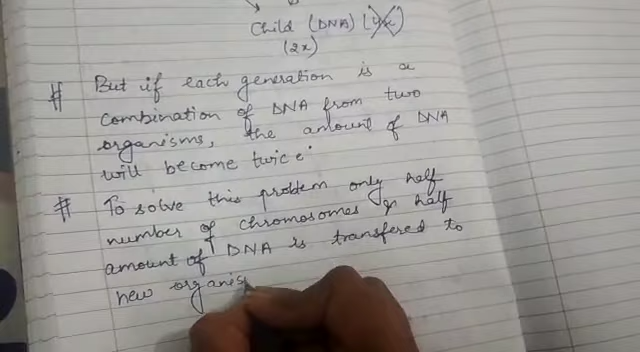 Child (DNA) (4x)
(2x)
# But if each generation is a
combination of DNA from two
organisms, the amount of DNA
will become twice.
# To solve this problem only half
number of chromosomes & half
amount of DNA is transfered to
new organis